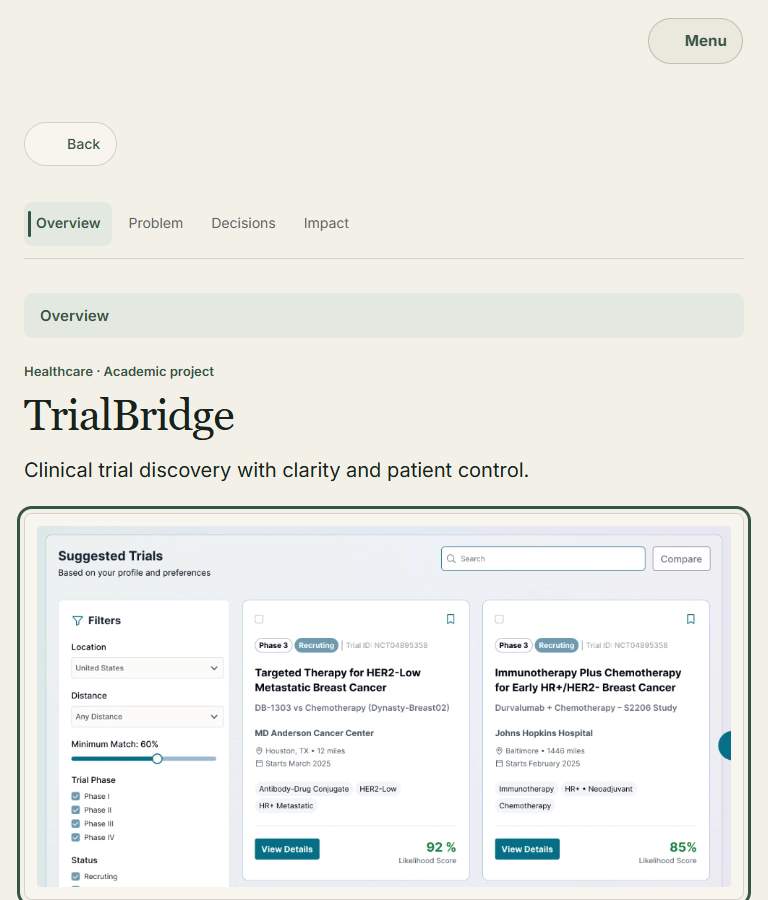 Menu
Back
Overview Problem Decisions Impact
Overview
Healthcare · Academic project
TrialBridge
Clinical trial discovery with clarity and patient control.
Suggested Trials
Based on your profile and preferences
Search
Compare
Filters
Location
United States
Distance
Any Distance
Minimum Match: 60%
Trial Phase
Phase I
Phase II
Phase III
Phase IV
Status
Recruting
Phase 3 Recruting | Trial ID: NCT04895358
Targeted Therapy for HER2-Low
Metastatic Breast Cancer
DB-1303 vs Chemotherapy (Dynasty-Breast02)
MD Anderson Cancer Center
Houston, TX • 12 miles
Starts March 2025
Antibody-Drug Conjugate HER2-Low
HR+ Metastatic
View Details
92 %
Likelihood Score
Phase 3 Recruting | Trial ID: NCT04895358
Immunotherapy Plus Chemotherapy
for Early HR+/HER2- Breast Cancer
Durvalumab + Chemotherapy – S2206 Study
Johns Hopkins Hospital
Beltimore • 1446 miles
Starts February 2025
Immunotherapy HR+ • Neoadjuvant
Chemotherapy
View Details
85%
Likelihood Score